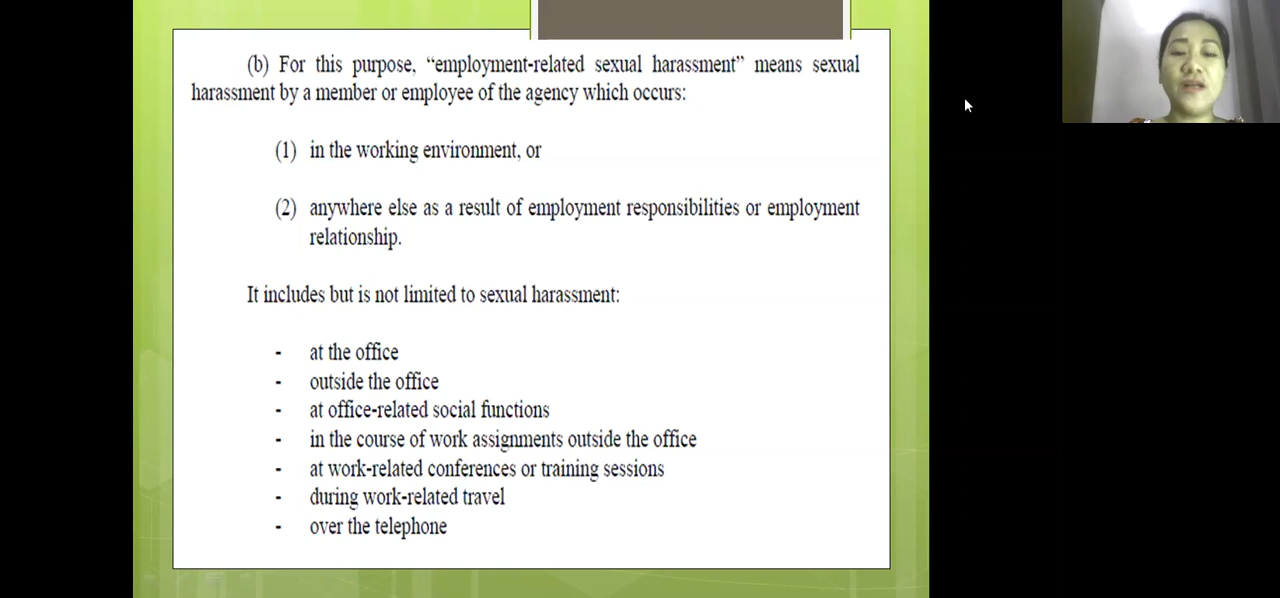 (b) For this purpose, “employment-related sexual harassment” means sexual
harassment by a member or employee of the agency which occurs:
(1) in the working environment, or
(2) anywhere else as a result of employment responsibilities or employment
relationship.
It includes but is not limited to sexual harassment:
- at the office
- outside the office
- at office-related social functions
- in the course of work assignments outside the office
- at work-related conferences or training sessions
- during work-related travel
- over the telephone